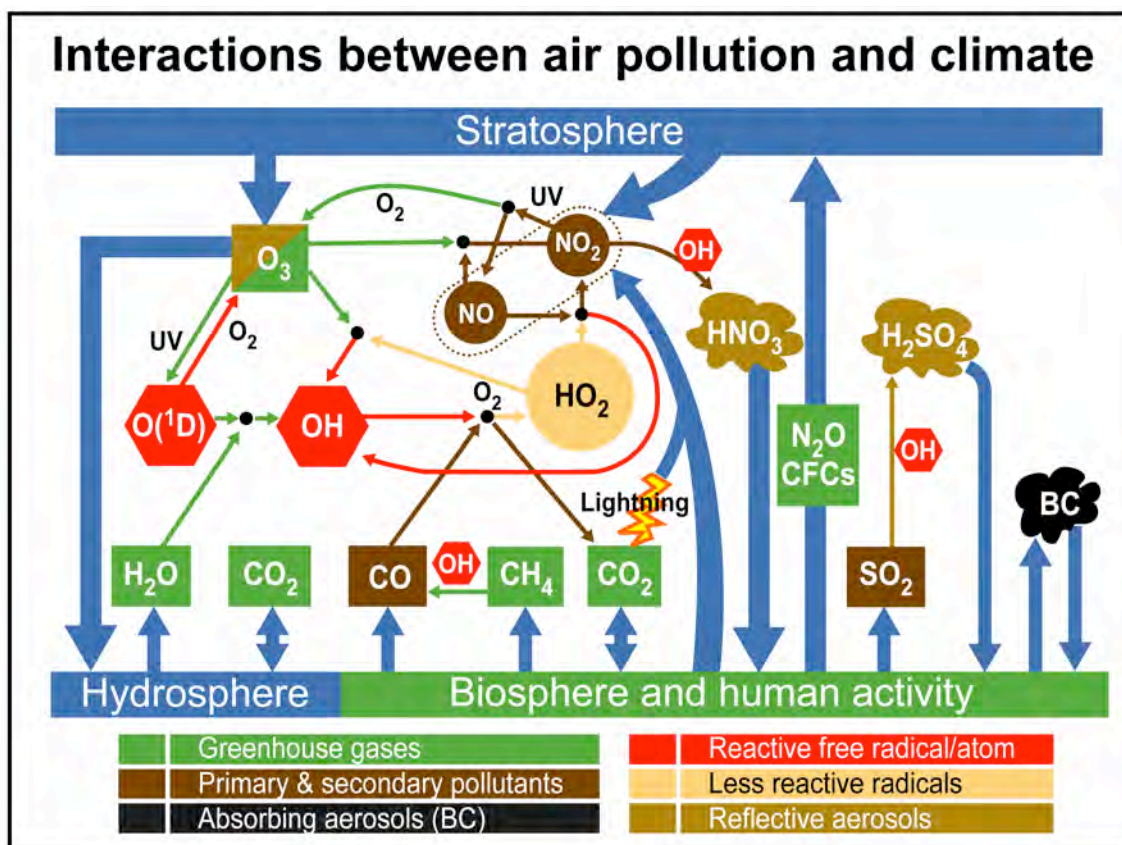 Interactions between air pollution and climate
Stratosphere
O₂
UV
NO₂
OH
O₃
NO
HNO₃
H₂SO₄
UV
O₂
O₂
HO₂
O(¹D)
OH
N₂O
CFCs
OH
Lightning
BC
H₂O
CO₂
CO
OH
CH₄
CO₂
SO₂
Hydrosphere
Biosphere and human activity
Greenhouse gases
Reactive free radical/atom
Primary & secondary pollutants
Less reactive radicals
Absorbing aerosols (BC)
Reflective aerosols